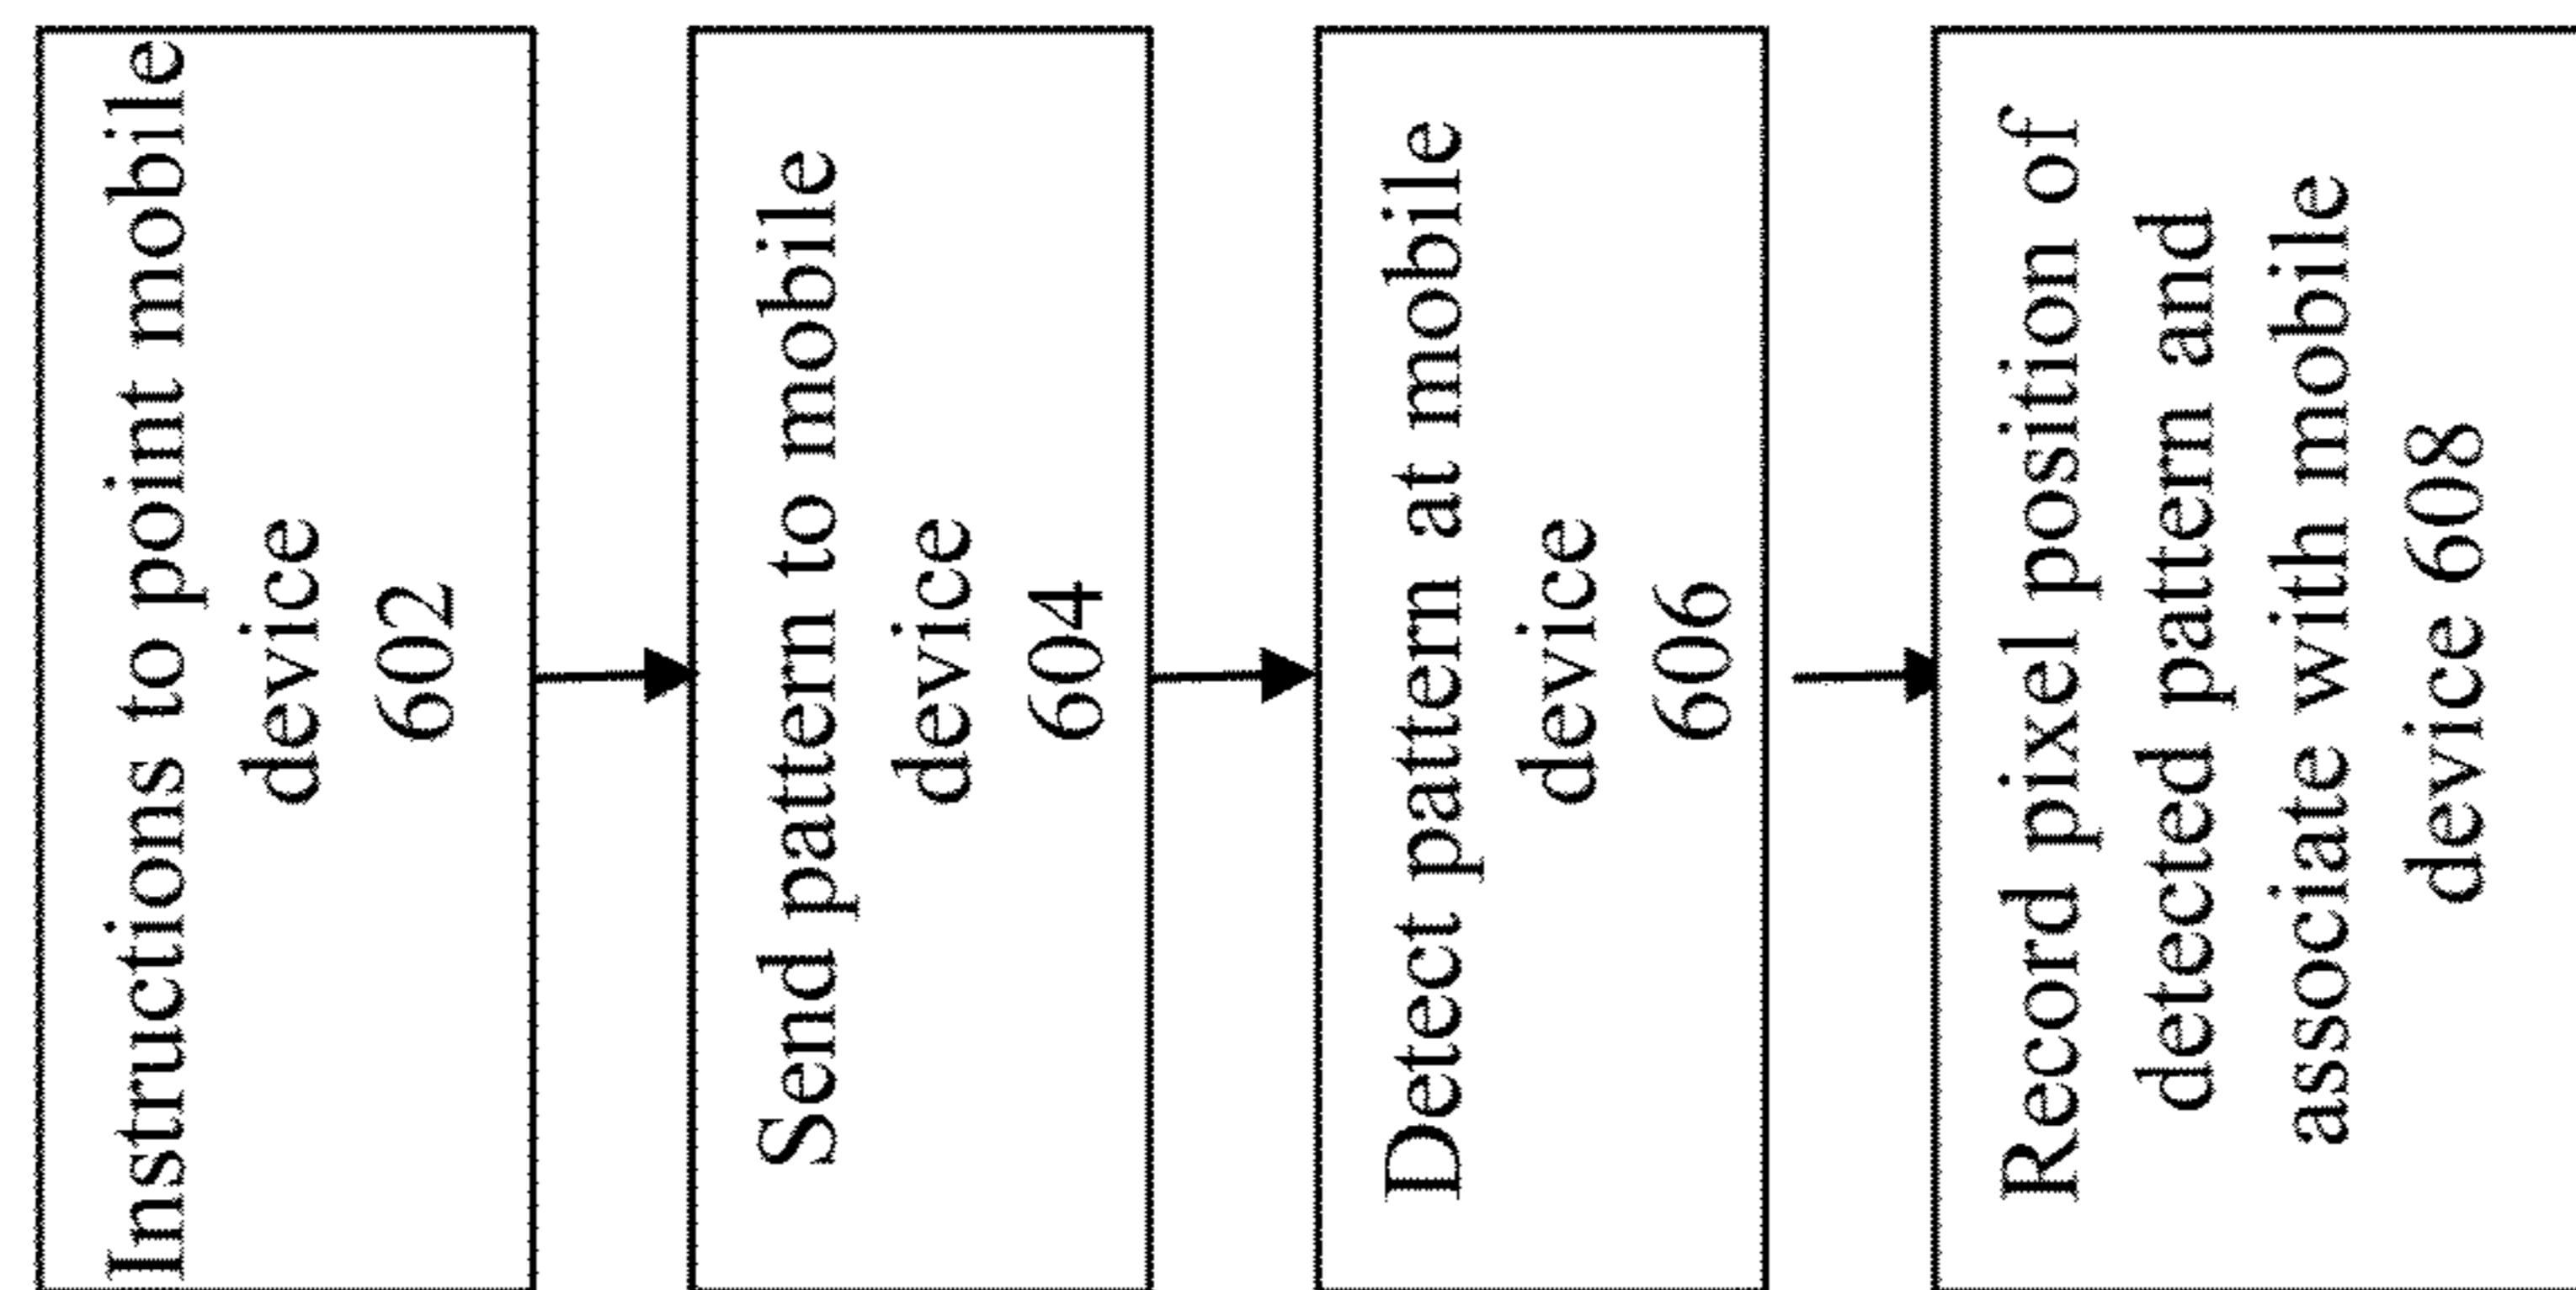 Instructions to point mobile
device
602
Send pattern to mobile
device
604
Detect pattern at mobile
device
606
Record pixel position of
detected pattern and
associate with mobile
device 608